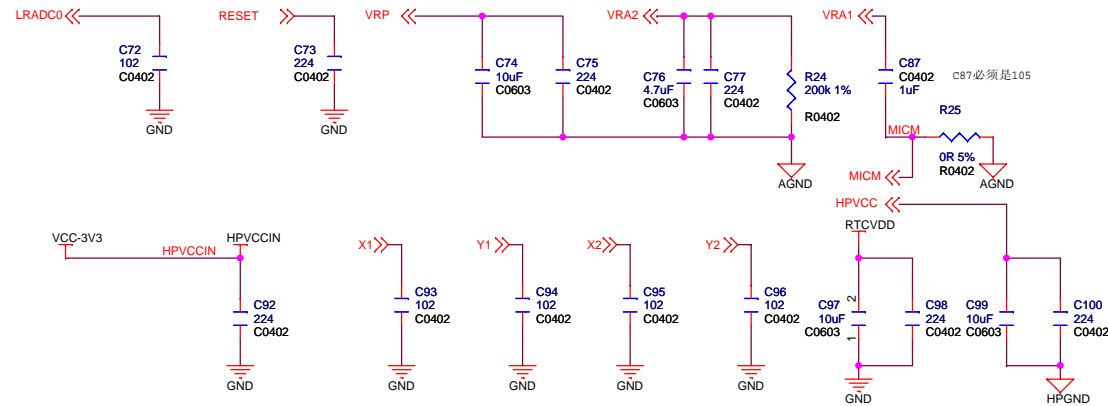 LRADC0
RESET
VRP
VRA2
VRA1
C72
102
C0402
GND
C73
224
C0402
GND
C74
10uF
C0603
C75
224
C0402
C76
4.7uF
C0603
C77
224
C0402
R24
200k 1%
R0402
AGND
C87
C0402
1uF
C87必须是105
MICM
R25
0R 5%
R0402
AGND
MICM
HPVCC
VCC-3V3
HPVCCIN
HPVCCIN
C92
224
C0402
GND
X1
C93
102
C0402
GND
Y1
C94
102
C0402
GND
X2
C95
102
C0402
GND
Y2
C96
102
C0402
GND
RTCVDD
2
C97
10uF
C0603
1
C98
224
C0402
GND
C99
10uF
C0603
C100
224
C0402
HPGND